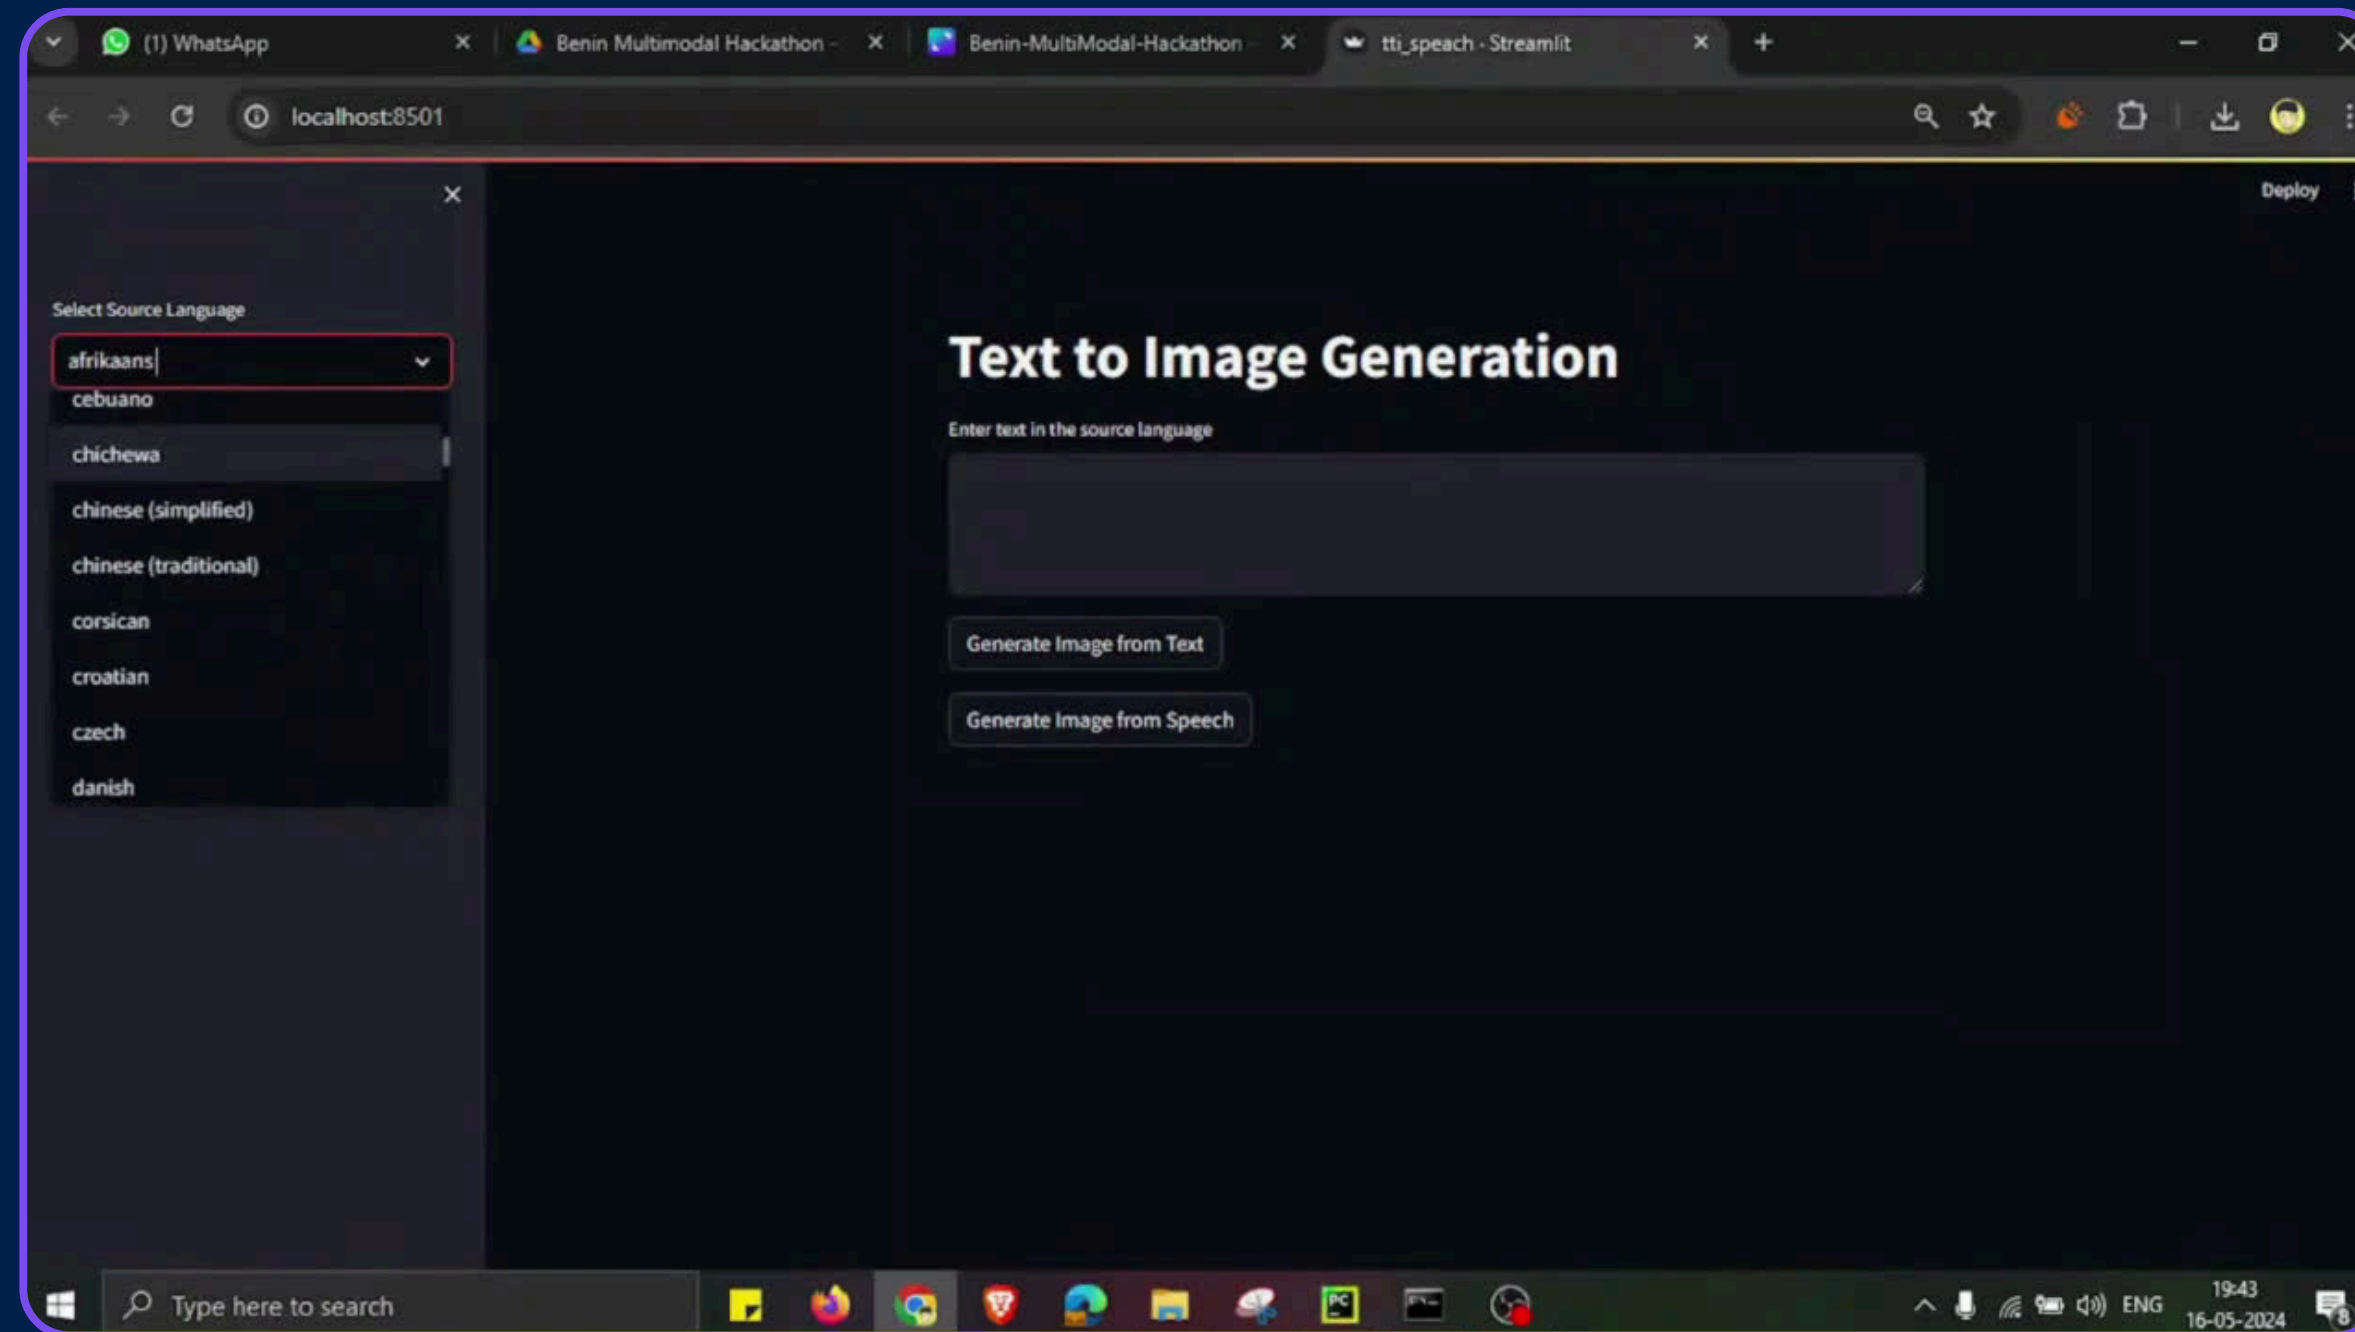 (1) WhatsApp
Benin Multimodal Hackathon -
Benin-MultiModal-Hackathon -
tti_speach · Streamlit
localhost:8501
Deploy
Select Source Language
afrikaans
cebuano
chichewa
chinese (simplified)
chinese (traditional)
corsican
croatian
czech
danish
Text to Image Generation
Enter text in the source language
Generate Image from Text
Generate Image from Speech
Type here to search
PC
ENG
19:43
16-05-2024
8